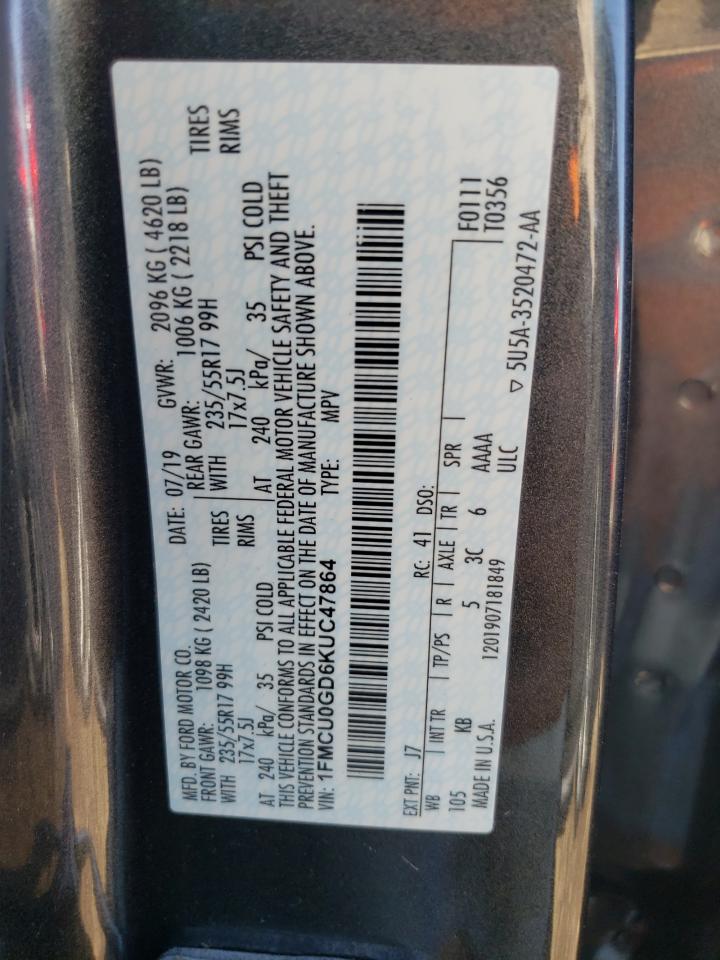 MFD. BY FORD MOTOR CO. DATE: 07/19 GVWR: 2096 KG ( 4620 LB)
FRONT GAWR: 1098 KG ( 2420 LB) REAR GAWR: 1006 KG ( 2218 LB)
WITH 235/55R17 99H TIRES WITH 235/55R17 99H TIRES
17x7.5J RIMS 17x7.5J RIMS
AT 240 kPa/ 35 PSI COLD AT 240 kPa/ 35 PSI COLD
THIS VEHICLE CONFORMS TO ALL APPLICABLE FEDERAL MOTOR VEHICLE SAFETY AND THEFT
PREVENTION STANDARDS IN EFFECT ON THE DATE OF MANUFACTURE SHOWN ABOVE.
VIN: 1FMCU0GD6KUC47864 TYPE: MPV
EXT PNT: J7 RC: 41 DSO: F0111
WB INT TR TP/PS R AXLE TR SPR T0356
105 KB 5 3C 6 AAAA
MADE IN U.S.A. 1201907181849 ULC ▽ 5U5A-3520472-AA